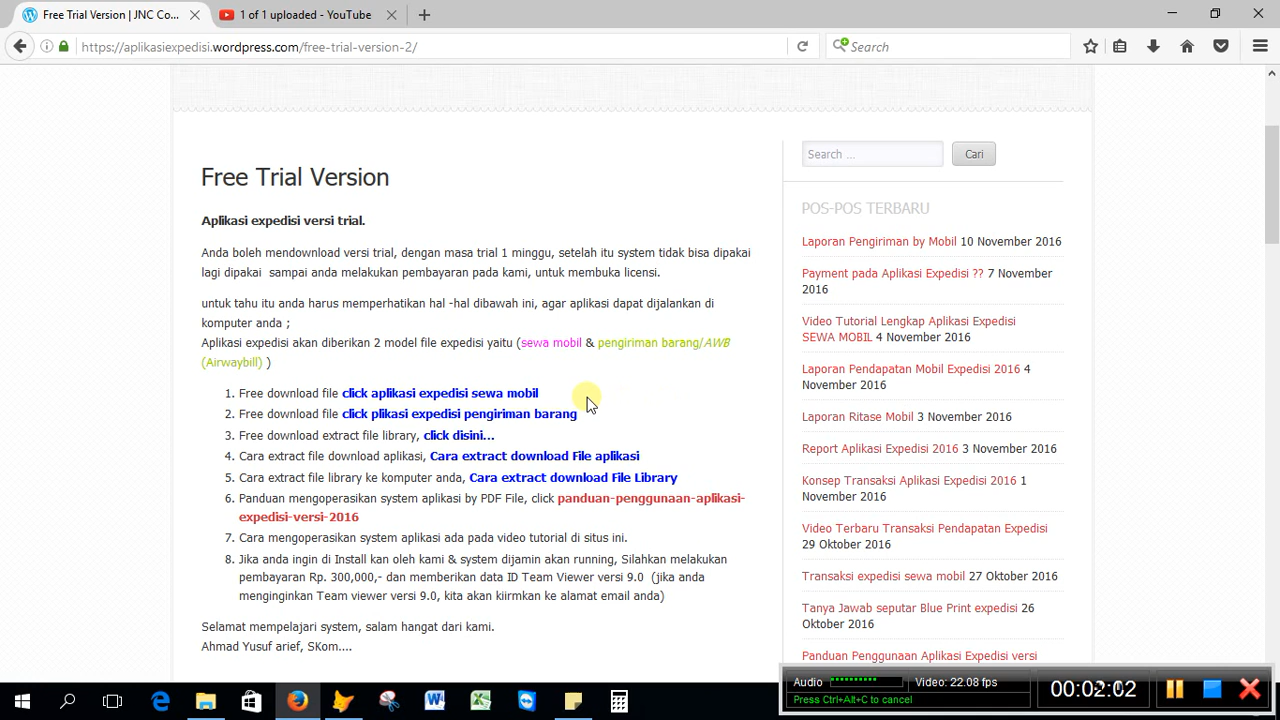 Free Trial Version | JNC Co...
1 of 1 uploaded - YouTube
https://aplikasiexpedisi.wordpress.com/free-trial-version-2/
Search
Free Trial Version
Aplikasi expedisi versi trial.
Anda boleh mendownload versi trial, dengan masa trial 1 minggu, setelah itu system tidak bisa dipakai
lagi dipakai sampai anda melakukan pembayaran pada kami, untuk membuka licensi.
untuk tahu itu anda harus memperhatikan hal -hal dibawah ini, agar aplikasi dapat dijalankan di
komputer anda ;
Aplikasi expedisi akan diberikan 2 model file expedisi yaitu (sewa mobil & pengiriman barang/AWB
(Airwaybill) )
1. Free download file click aplikasi expedisi sewa mobil
2. Free download file click plikasi expedisi pengiriman barang
3. Free download extract file library, click disini...
4. Cara extract file download aplikasi, Cara extract download File aplikasi
5. Cara extract file library ke komputer anda, Cara extract download File Library
6. Panduan mengoperasikan system aplikasi by PDF File, click panduan-penggunaan-aplikasi-
expedisi-versi-2016
7. Cara mengoperasikan system aplikasi ada pada video tutorial di situs ini.
8. Jika anda ingin di Install kan oleh kami & system dijamin akan running, Silahkan melakukan
pembayaran Rp. 300,000,- dan memberikan data ID Team Viewer versi 9.0 (jika anda
menginginkan Team viewer versi 9.0, kita akan kiirmkan ke alamat email anda)
Selamat mempelajari system, salam hangat dari kami.
Ahmad Yusuf arief, SKom....
Search ...
Cari
POS-POS TERBARU
Laporan Pengiriman by Mobil 10 November 2016
Payment pada Aplikasi Expedisi ?? 7 November
2016
Video Tutorial Lengkap Aplikasi Expedisi
SEWA MOBIL 4 November 2016
Laporan Pendapatan Mobil Expedisi 2016 4
November 2016
Laporan Ritase Mobil 3 November 2016
Report Aplikasi Expedisi 2016 3 November 2016
Konsep Transaksi Aplikasi Expedisi 2016 1
November 2016
Video Terbaru Transaksi Pendapatan Expedisi
29 Oktober 2016
Transaksi expedisi sewa mobil 27 Oktober 2016
Tanya Jawab seputar Blue Print expedisi 26
Oktober 2016
Panduan Penggunaan Aplikasi Expedisi versi
Audio
Video: 22.08 fps
Press Ctrl+Alt+C to cancel
00:02:02